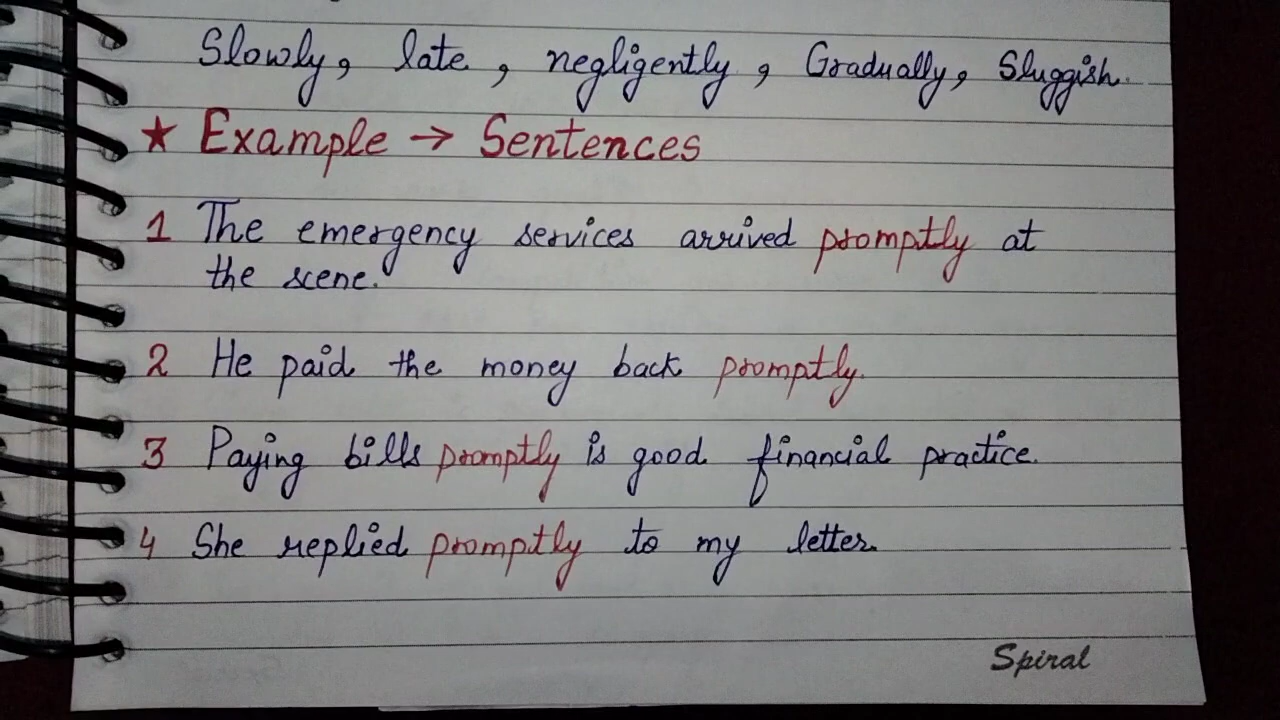 Slowly, late, negligently, Gradually, Sluggish.
★ Example → Sentences
1 The emergency services arrived promptly at
the scene.
2 He paid the money back promptly.
3 Paying bills promptly is good financial practice.
4 She replied promptly to my letter.
Spiral